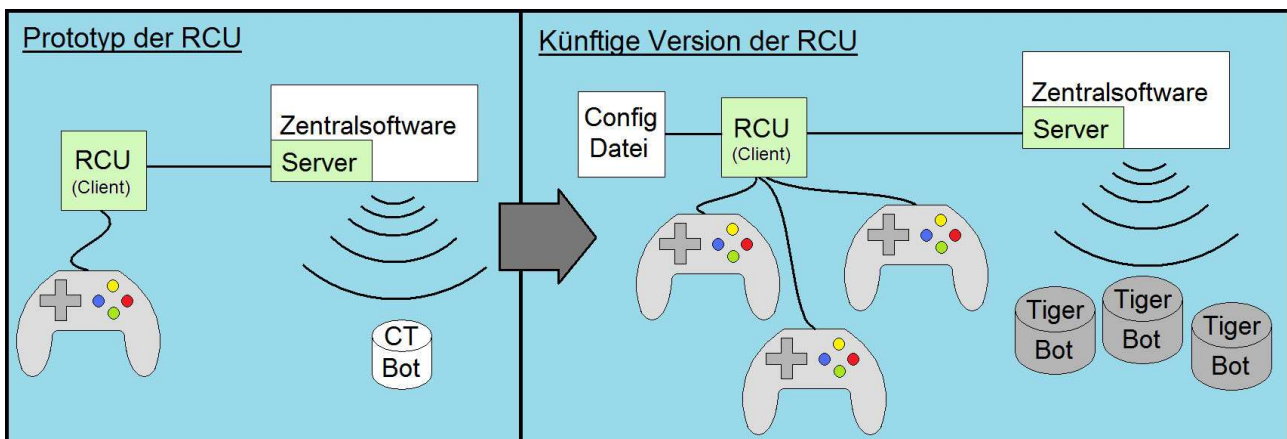 Prototyp der RCU
Zentralsoftware
Server
RCU
(Client)
CT
Bot
Künftige Version der RCU
Config
Datei
RCU
(Client)
Zentralsoftware
Server
Tiger
Bot
Tiger
Bot
Tiger
Bot